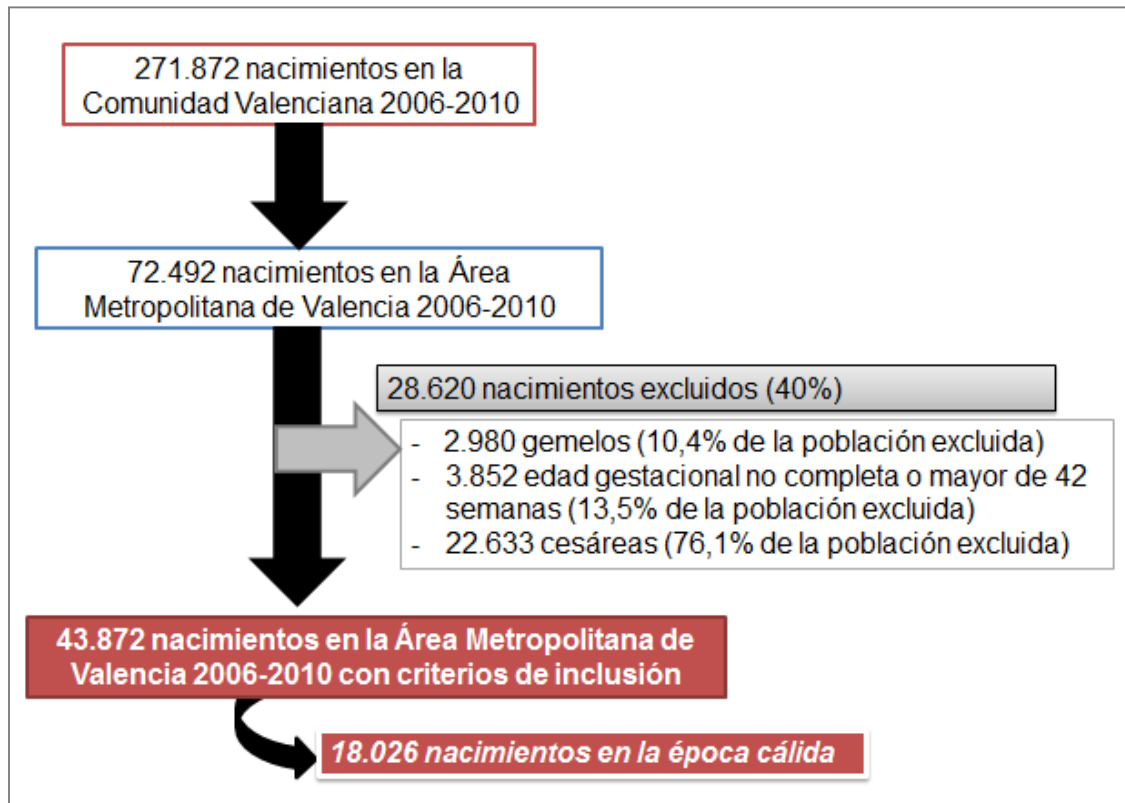 271.872 nacimientos en la
Comunidad Valenciana 2006-2010
72.492 nacimientos en la Área
Metropolitana de Valencia 2006-2010
28.620 nacimientos excluidos (40%)
- 2.980 gemelos (10,4% de la población excluida)
- 3.852 edad gestacional no completa o mayor de 42
semanas (13,5% de la población excluida)
- 22.633 cesáreas (76,1% de la población excluida)
43.872 nacimientos en la Área Metropolitana de
Valencia 2006-2010 con criterios de inclusión
18.026 nacimientos en la época cálida